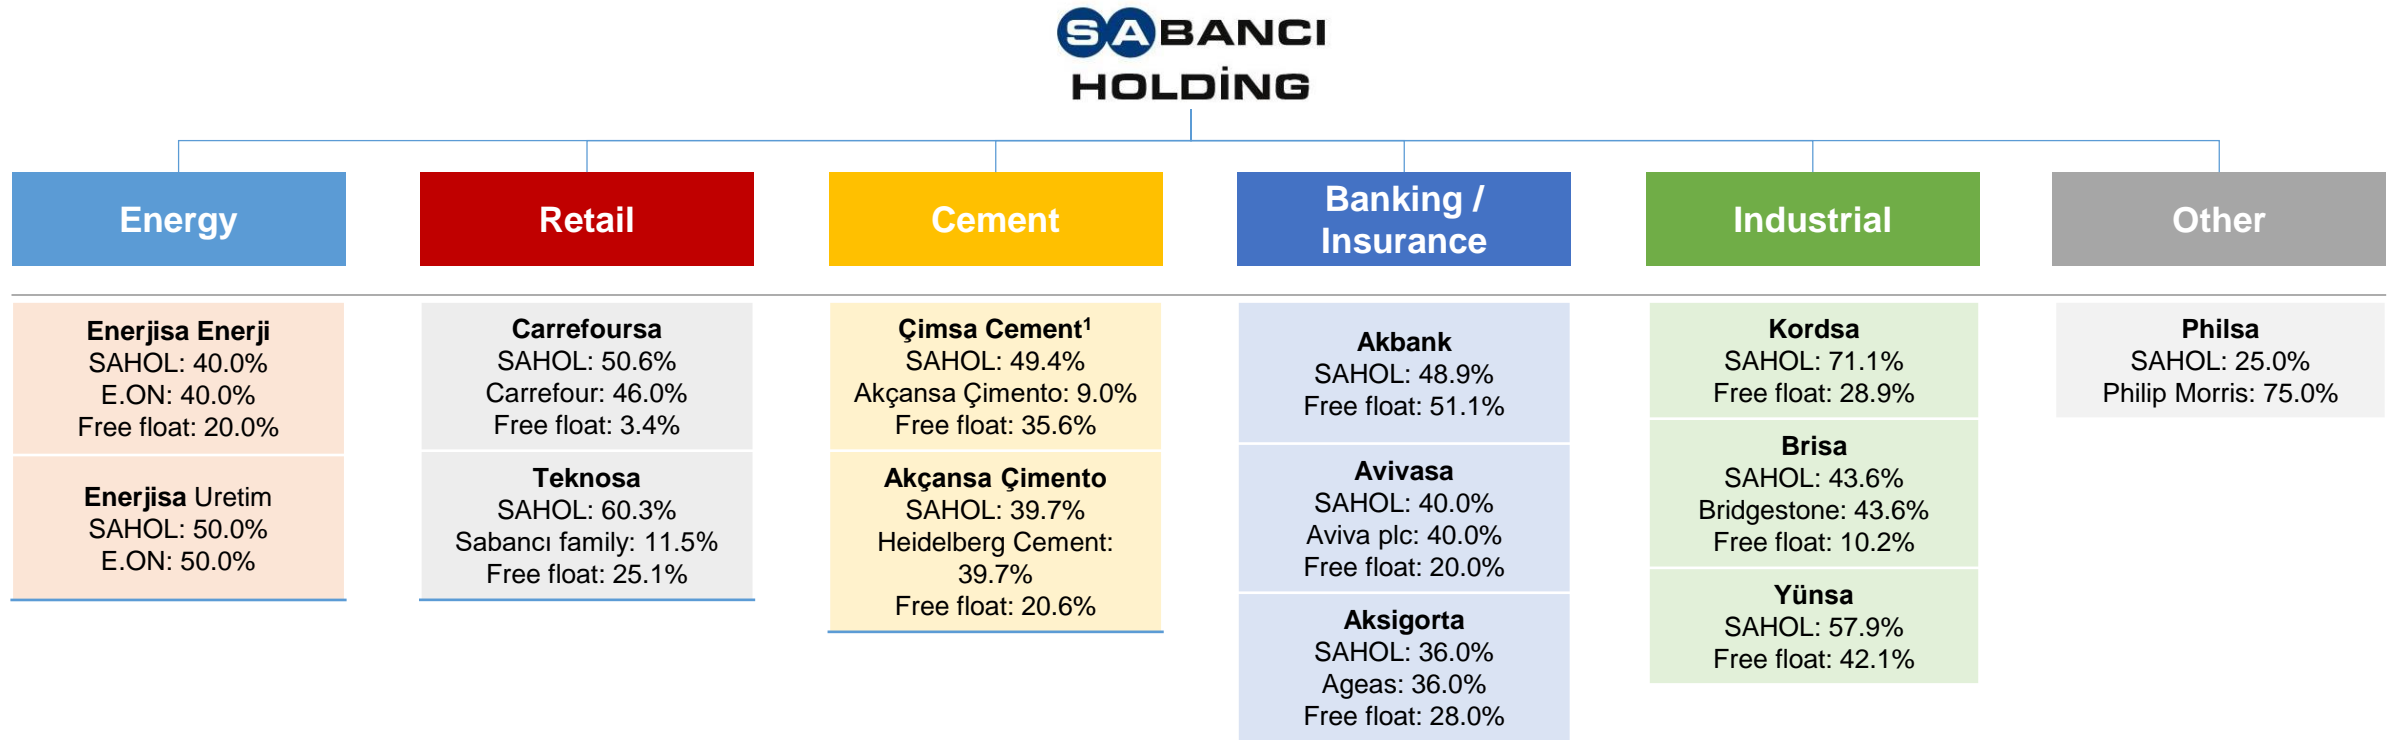 SABANCI
HOLDİNG
Energy
Retail
Cement
Banking /
Insurance
Industrial
Other
Enerjisa Enerji
SAHOL: 40.0%
E.ON: 40.0%
Free float: 20.0%
Enerjisa Uretim
SAHOL: 50.0%
E.ON: 50.0%
Carrefoursa
SAHOL: 50.6%
Carrefour: 46.0%
Free float: 3.4%
Teknosa
SAHOL: 60.3%
Sabancı family: 11.5%
Free float: 25.1%
Çimsa Cement¹
SAHOL: 49.4%
Akçansa Çimento: 9.0%
Free float: 35.6%
Akçansa Çimento
SAHOL: 39.7%
Heidelberg Cement:
39.7%
Free float: 20.6%
Akbank
SAHOL: 48.9%
Free float: 51.1%
Avivasa
SAHOL: 40.0%
Aviva plc: 40.0%
Free float: 20.0%
Aksigorta
SAHOL: 36.0%
Ageas: 36.0%
Free float: 28.0%
Kordsa
SAHOL: 71.1%
Free float: 28.9%
Brisa
SAHOL: 43.6%
Bridgestone: 43.6%
Free float: 10.2%
Yünsa
SAHOL: 57.9%
Free float: 42.1%
Philsa
SAHOL: 25.0%
Philip Morris: 75.0%